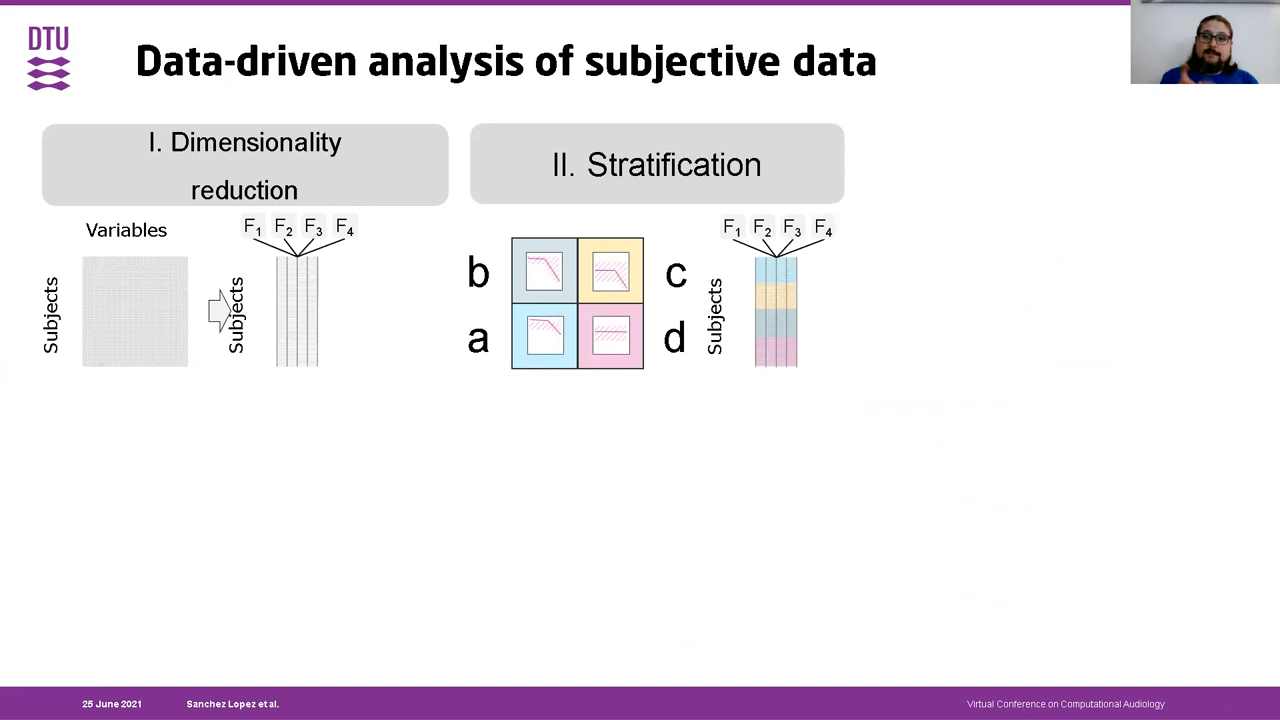 DTU
Data-driven analysis of subjective data
I. Dimensionality
reduction
II. Stratification
Variables
F1 F2 F3 F4
Subjects
Subjects
b
c
a
d
F1 F2 F3 F4
Subjects
25 June 2021
Sanchez Lopez et al.
Virtual Conference on Computational Audiology